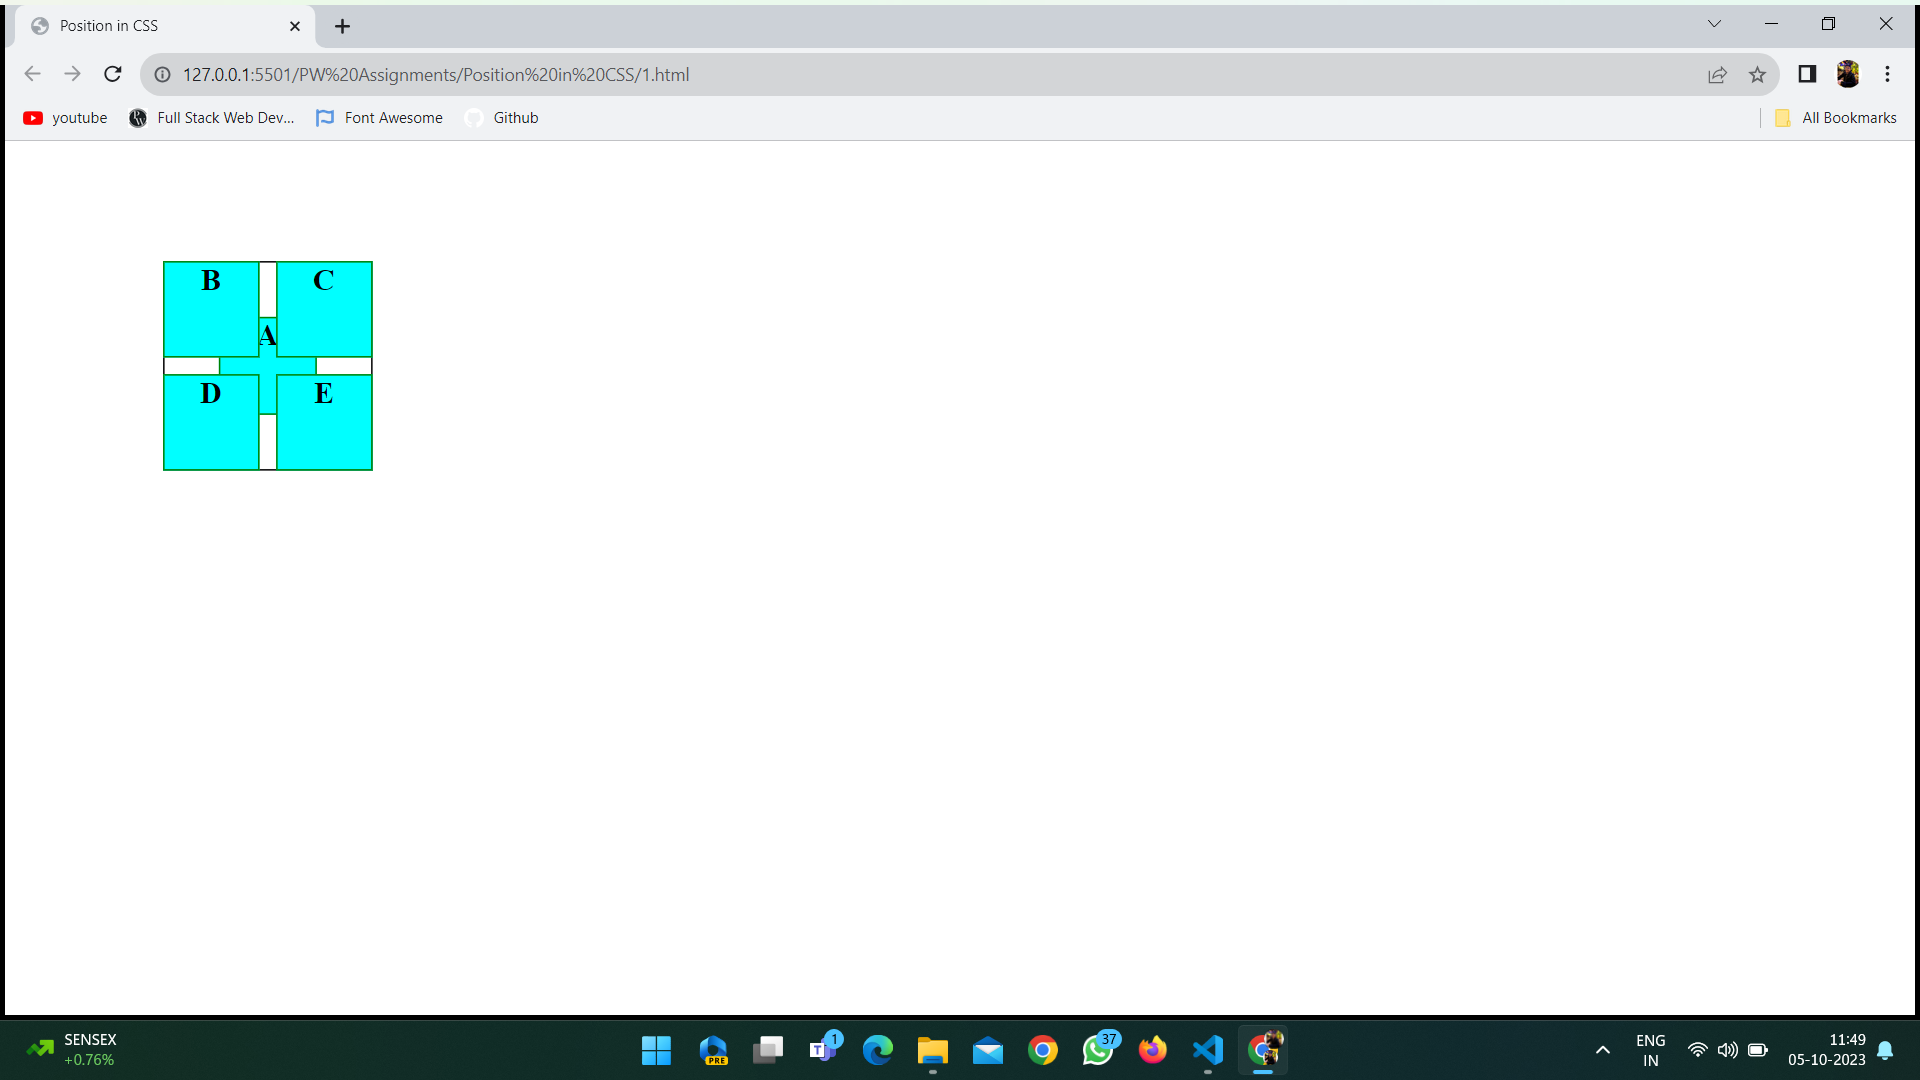 Position in CSS
127.0.0.1:5501/PW%20Assignments/Position%20in%20CSS/1.html
youtube Full Stack Web Dev... Font Awesome Github All Bookmarks
B C
A
D E
SENSEX
+0.76%
PRE
T 1
37
ENG
IN
11:49
05-10-2023